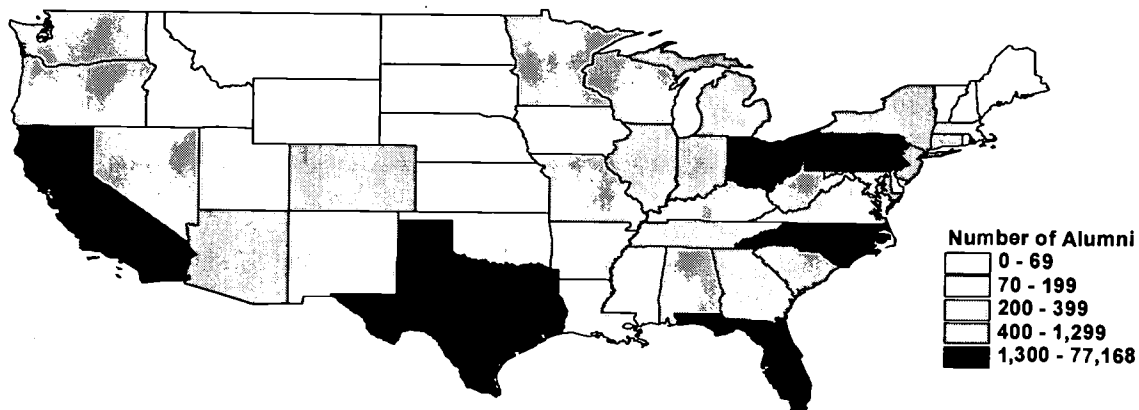 Number of Alumni
0 - 69
70 - 199
200 - 399
400 - 1,299
1,300 - 77,168